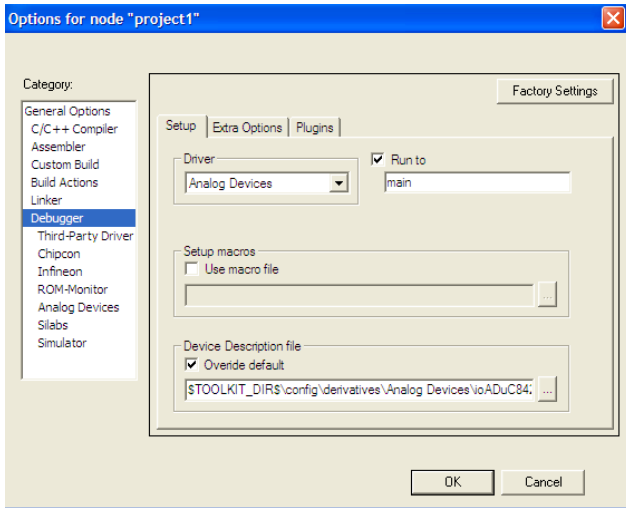 Options for node "project1"
Category:
General Options
C/C++ Compiler
Assembler
Custom Build
Build Actions
Linker
Debugger
Third-Party Driver
Chipcon
Infineon
ROM-Monitor
Analog Devices
Silabs
Simulator
Factory Settings
Setup
Extra Options
Plugins
Driver
Analog Devices
Run to
main
Setup macros
Use macro file
...
Device Description file
Overide default
$TOOLKIT_DIR$\config\derivatives\Analog Devices\ioADuC842
...
OK
Cancel